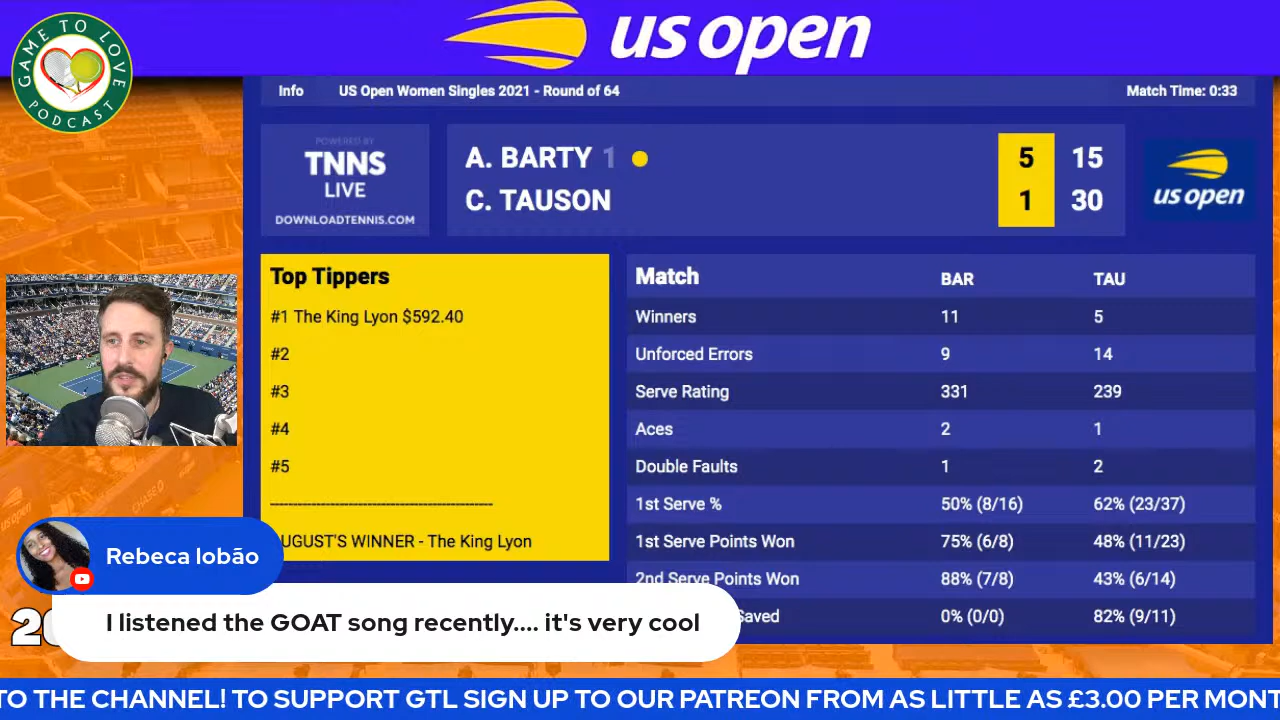 GAME TO LOVE
PODCAST
us open
Info US Open Women Singles 2021 - Round of 64 Match Time: 0:33
POWERED BY
TNNS
LIVE
DOWNLOADTENNIS.COM
A. BARTY 1 5 15
C. TAUSON 1 30
us open
Top Tippers
#1 The King Lyon $592.40
#2
#3
#4
#5
----------------------------------------
UGUST'S WINNER - The King Lyon
Match BAR TAU
Winners 11 5
Unforced Errors 9 14
Serve Rating 331 239
Aces 2 1
Double Faults 1 2
1st Serve % 50% (8/16) 62% (23/37)
1st Serve Points Won 75% (6/8) 48% (11/23)
2nd Serve Points Won 88% (7/8) 43% (6/14)
Saved 0% (0/0) 82% (9/11)
us open
CHASE
Rebeca lobão
I listened the GOAT song recently.... it's very cool
TO THE CHANNEL! TO SUPPORT GTL SIGN UP TO OUR PATREON FROM AS LITTLE AS £3.00 PER MONT